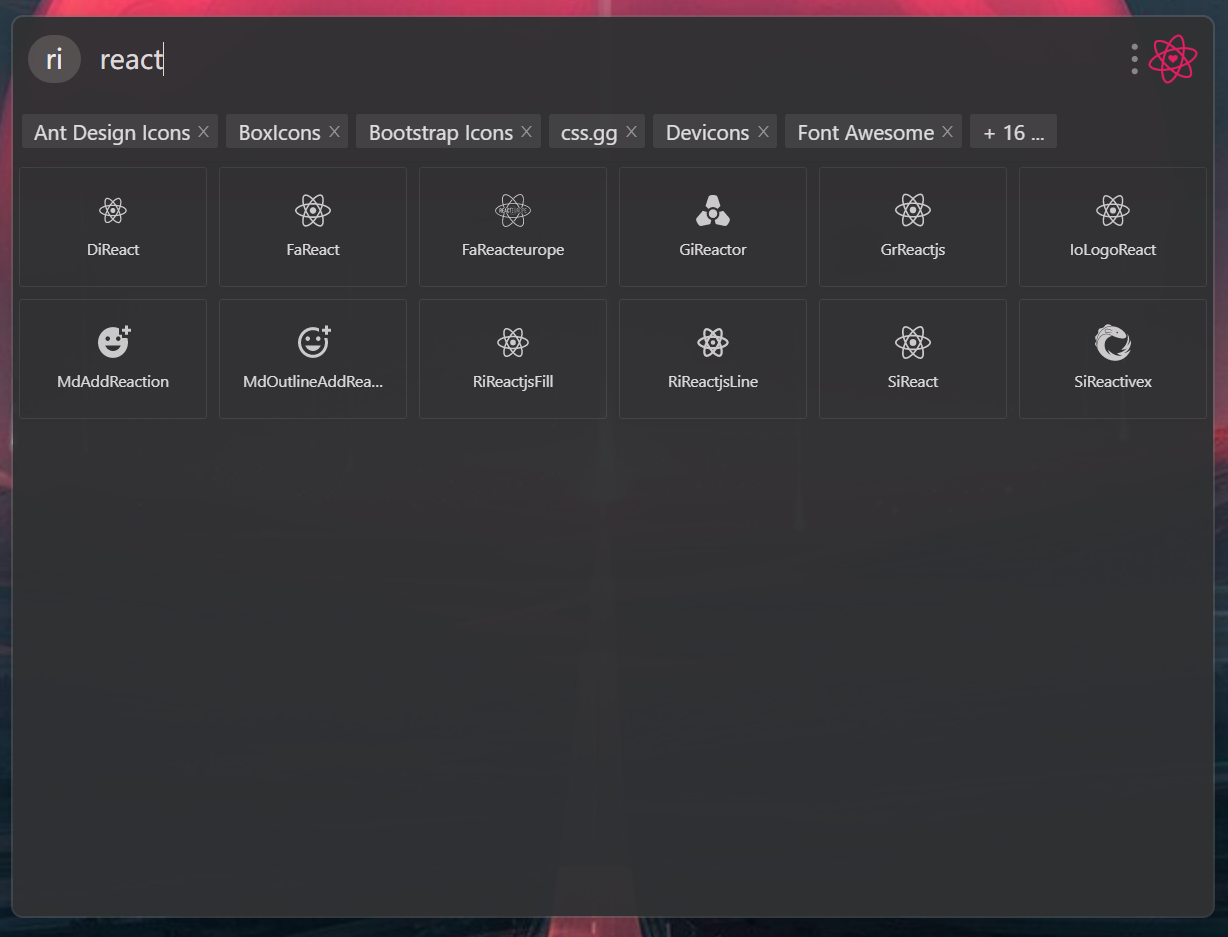 ri react
Ant Design Icons BoxIcons Bootstrap Icons css.gg Devicons Font Awesome + 16 ...
DiReact FaReact FaReacteurope GiReactor GrReactjs IoLogoReact
MdAddReaction MdOutlineAddRea... RiReactjsFill RiReactjsLine SiReact SiReactivex